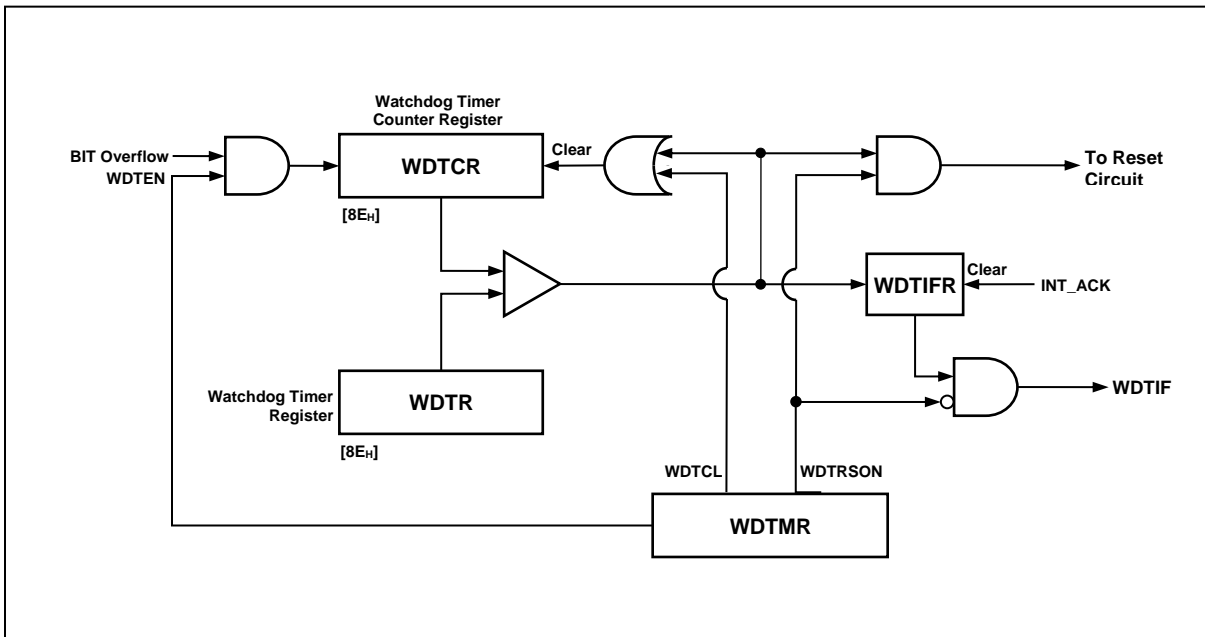 Watchdog Timer
Counter Register
BIT Overflow
WDTEN
WDTCR
Clear
To Reset
Circuit
[8EH]
WDTIFR
Clear
INT_ACK
Watchdog Timer
Register
WDTR
WDTIF
[8EH]
WDTCL
WDTRSON
WDTMR